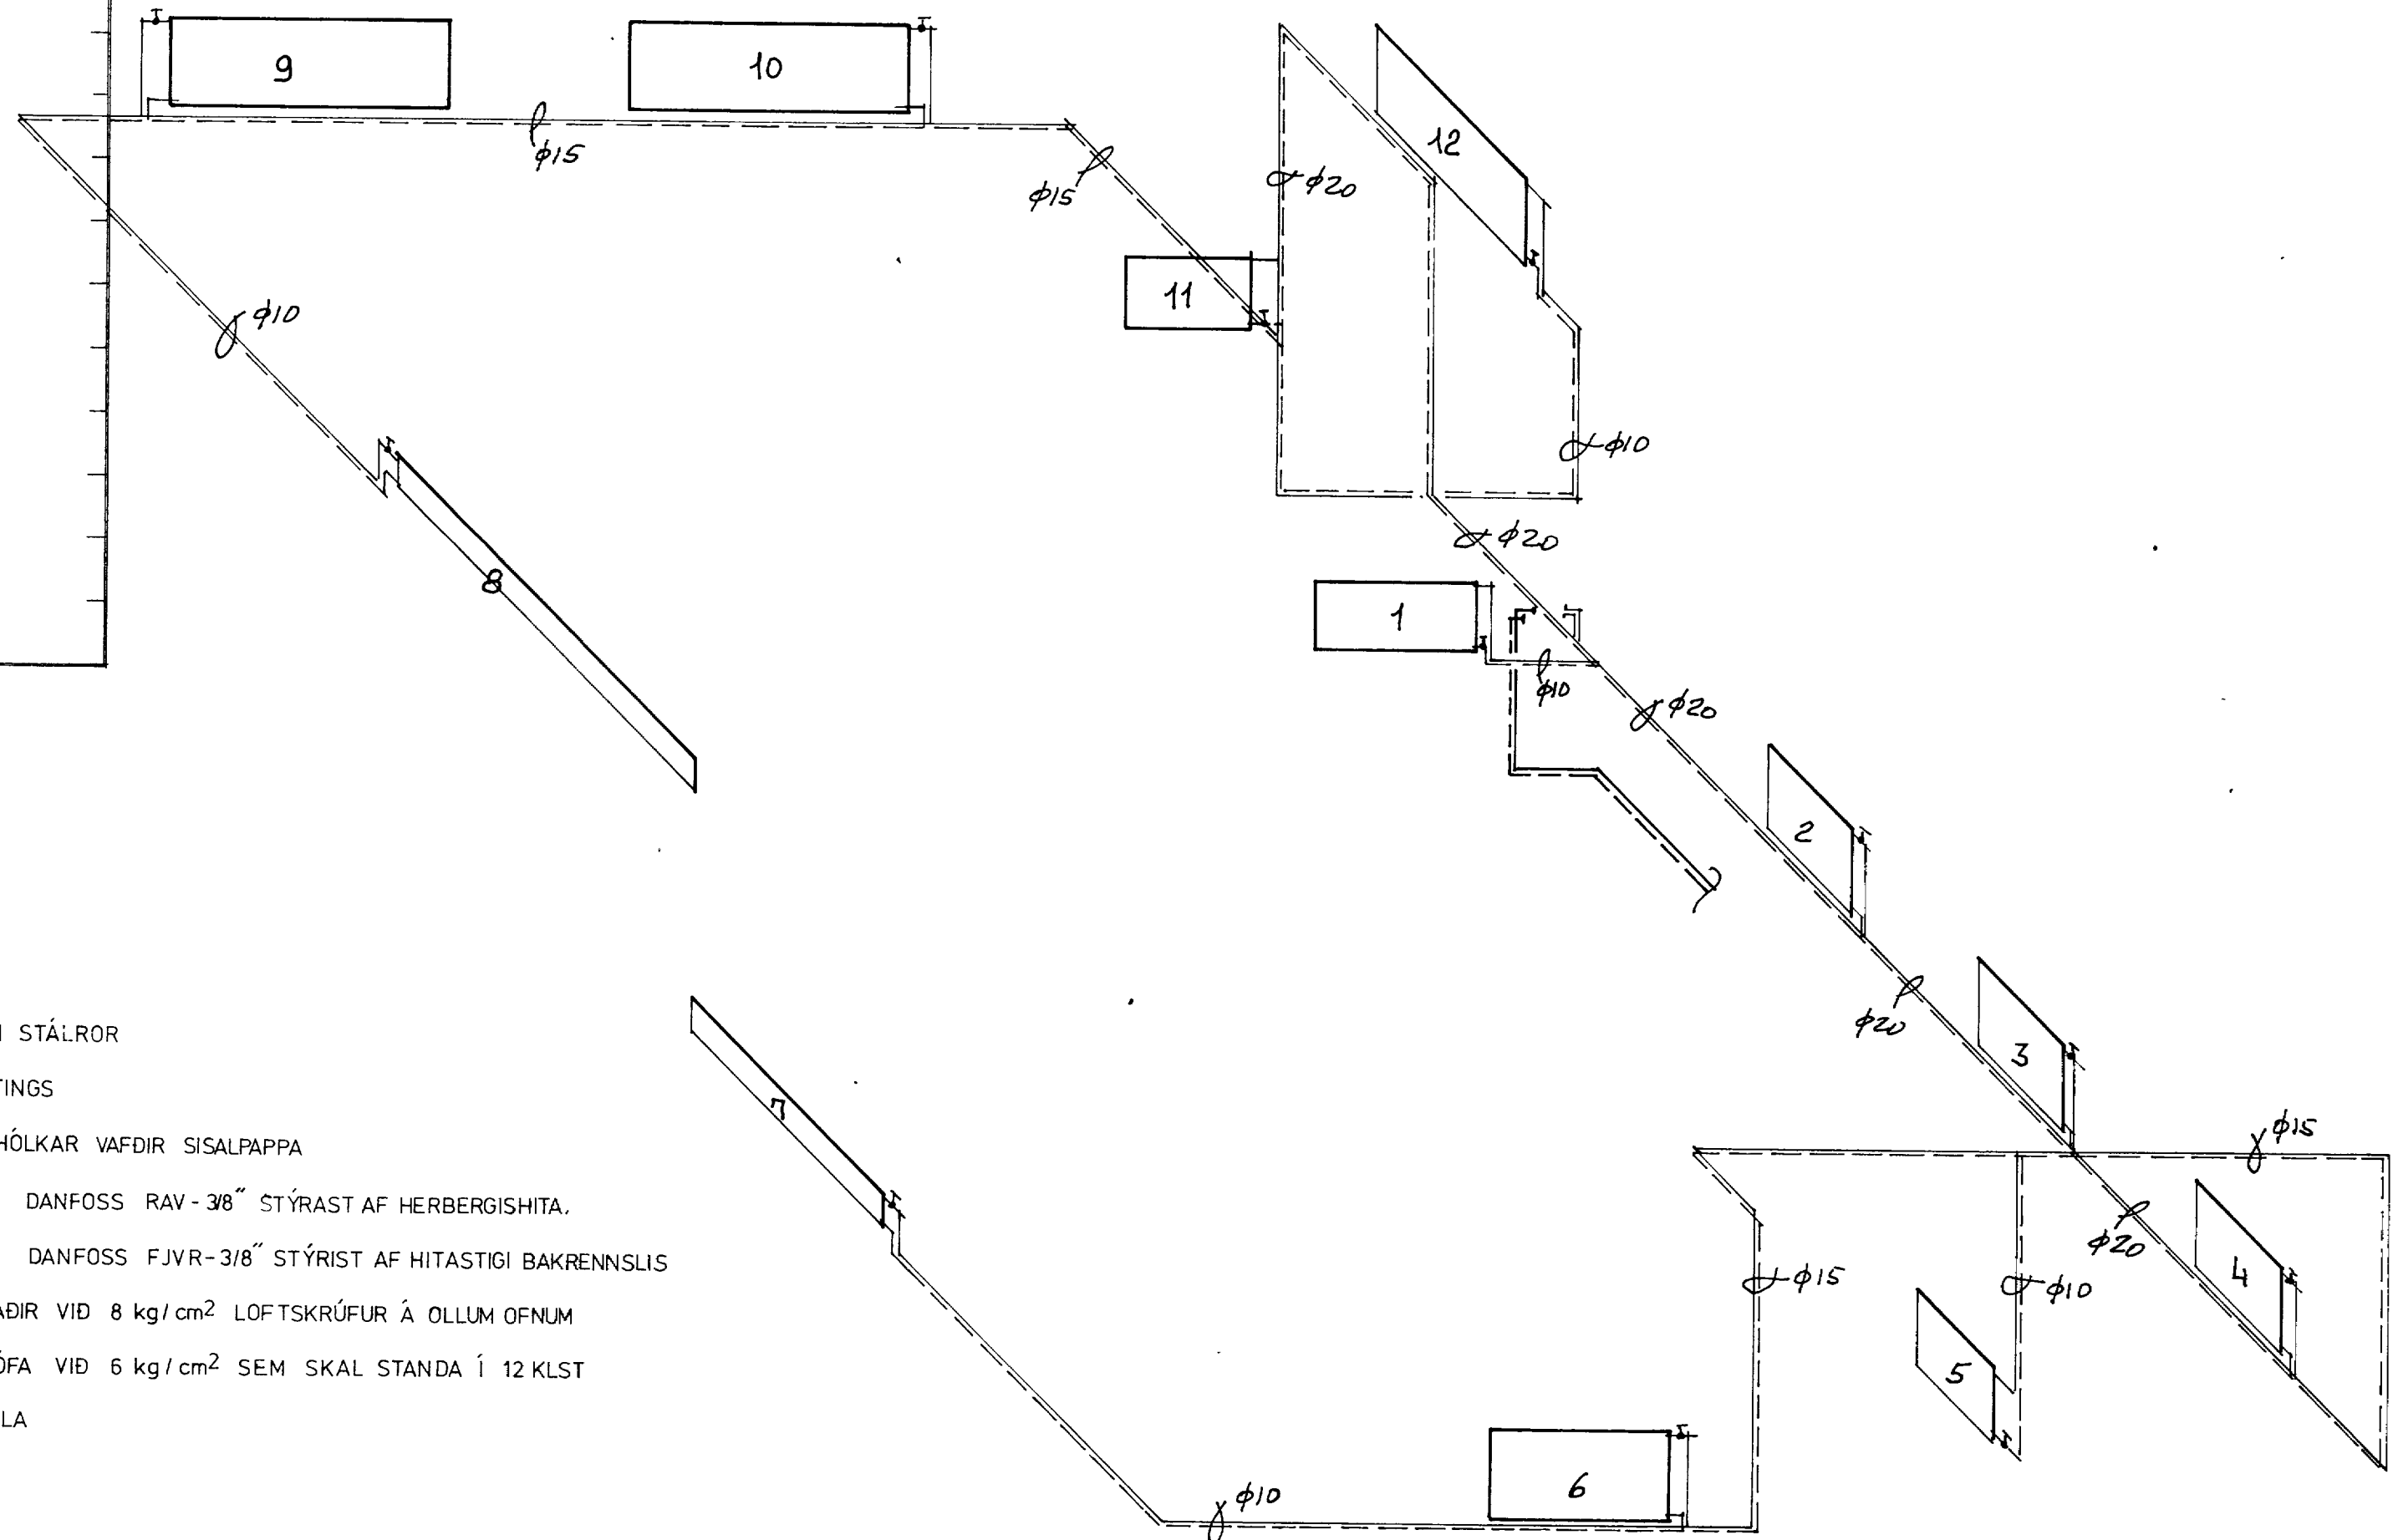 9
10
φ15
φ15
φ20
12
11
φ10
φ10
φ20
8
1
φ10
φ20
2
φ20
3
7
φ15
φ20
4
φ15
φ10
5
φ10
6
STÁLROR
TINGS
HÓLKAR VAFÐIR SISALPAPPA
DANFOSS RAV - 3/8" STÝRAST AF HERBERGISHITA.
DANFOSS FJVR-3/8" STÝRIST AF HITASTIGI BAKRENNSLIS
AÐIR VIÐ 8 kg/cm² LOFTSKRÚFUR Á OLLUM OFNUM
ÓFA VIÐ 6 kg/cm² SEM SKAL STANDA Í 12 KLST
LA